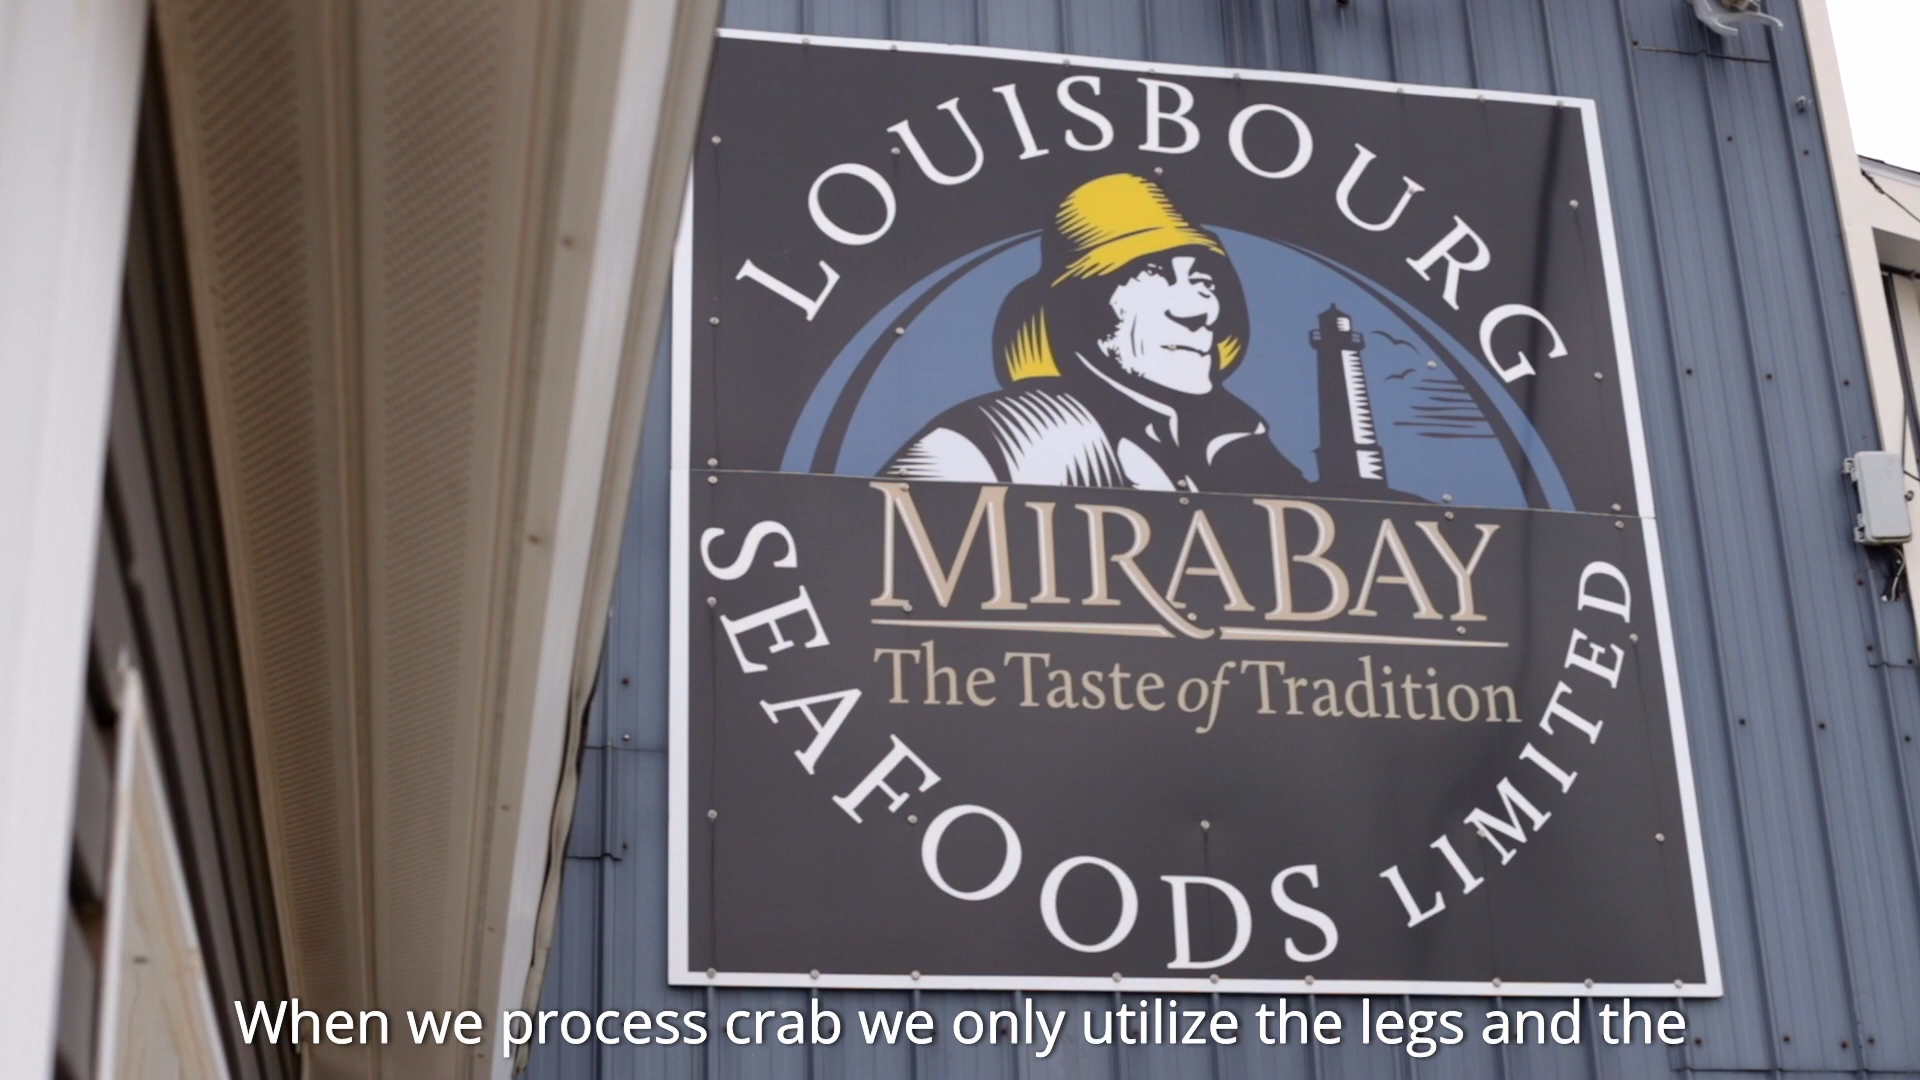 LOUISBOURG
MIRABAY
The Taste of Tradition
SEAFOODS LIMITED
When we process crab we only utilize the legs and the